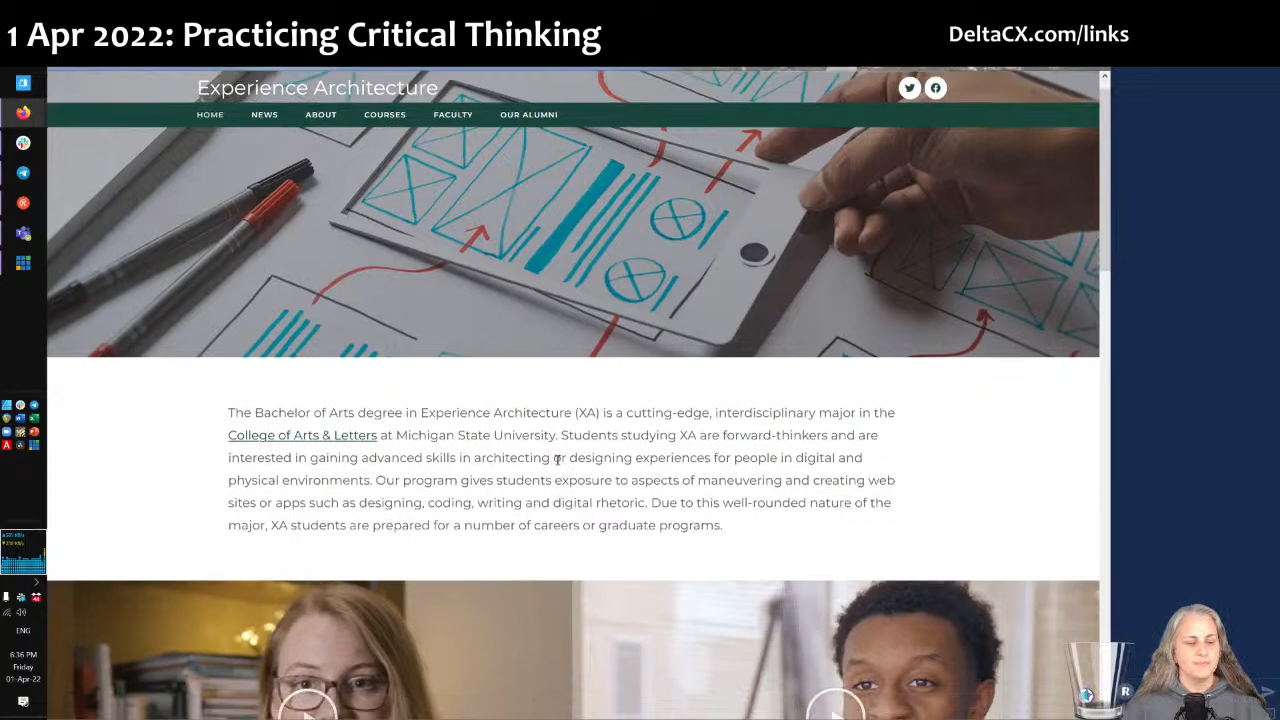 1 Apr 2022: Practicing Critical Thinking
DeltaCX.com/links
Experience Architecture
HOME NEWS ABOUT COURSES FACULTY OUR ALUMNI
The Bachelor of Arts degree in Experience Architecture (XA) is a cutting-edge, interdisciplinary major in the
College of Arts & Letters at Michigan State University. Students studying XA are forward-thinkers and are
interested in gaining advanced skills in architecting or designing experiences for people in digital and
physical environments. Our program gives students exposure to aspects of maneuvering and creating web
sites or apps such as designing, coding, writing and digital rhetoric. Due to this well-rounded nature of the
major, XA students are prepared for a number of careers or graduate programs.
ENG
6:36 PM
Friday
01-Apr-22
R